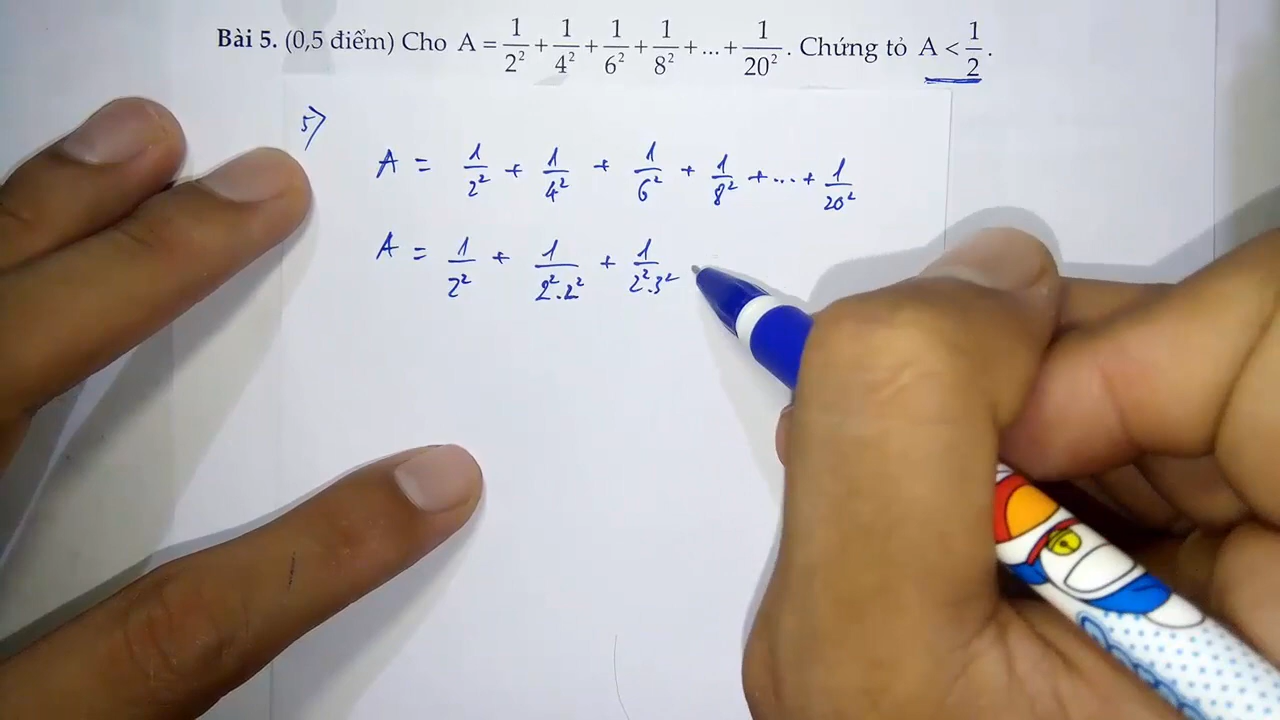 Bài 5. (0,5 điểm) Cho A = 1/2² + 1/4² + 1/6² + 1/8² + ... + 1/20². Chứng tỏ A < 1/2.
5)
A = 1/2² + 1/4² + 1/6² + 1/8² + ... + 1/20²
A = 1/2² + 1/2².2² + 1/2².3²